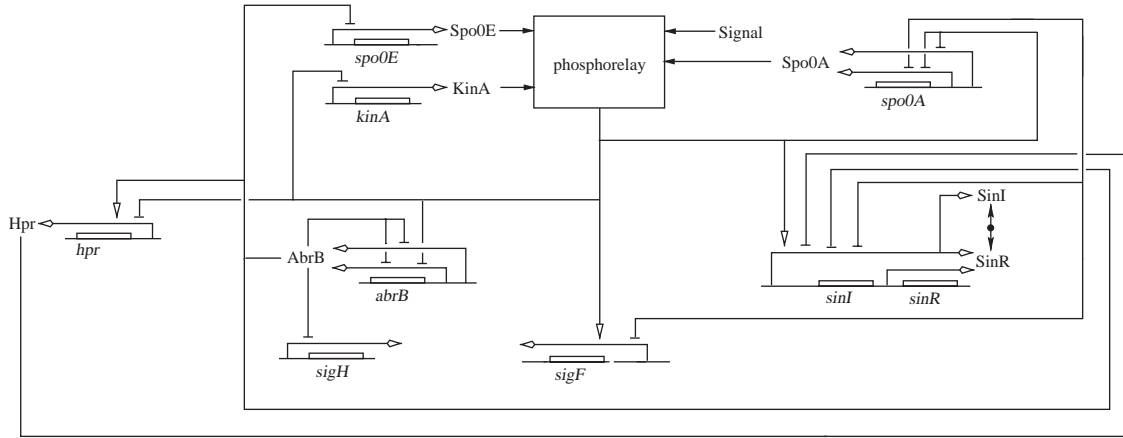 Spo0E
Signal
spo0E
phosphorelay
Spo0A
KinA
spo0A
kinA
SinI
Hpr
hpr
AbrB
SinR
abrB
sinI
sinR
sigH
sigF